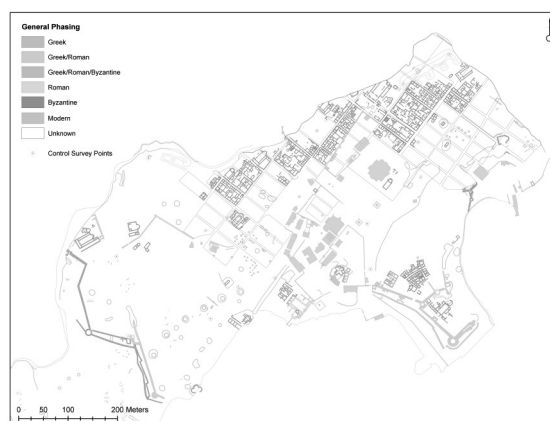 General Phasing
Greek
Greek/Roman
Greek/Roman/Byzantine
Roman
Byzantine
Modern
Unknown
Control Survey Points
0 50 100 200 Meters